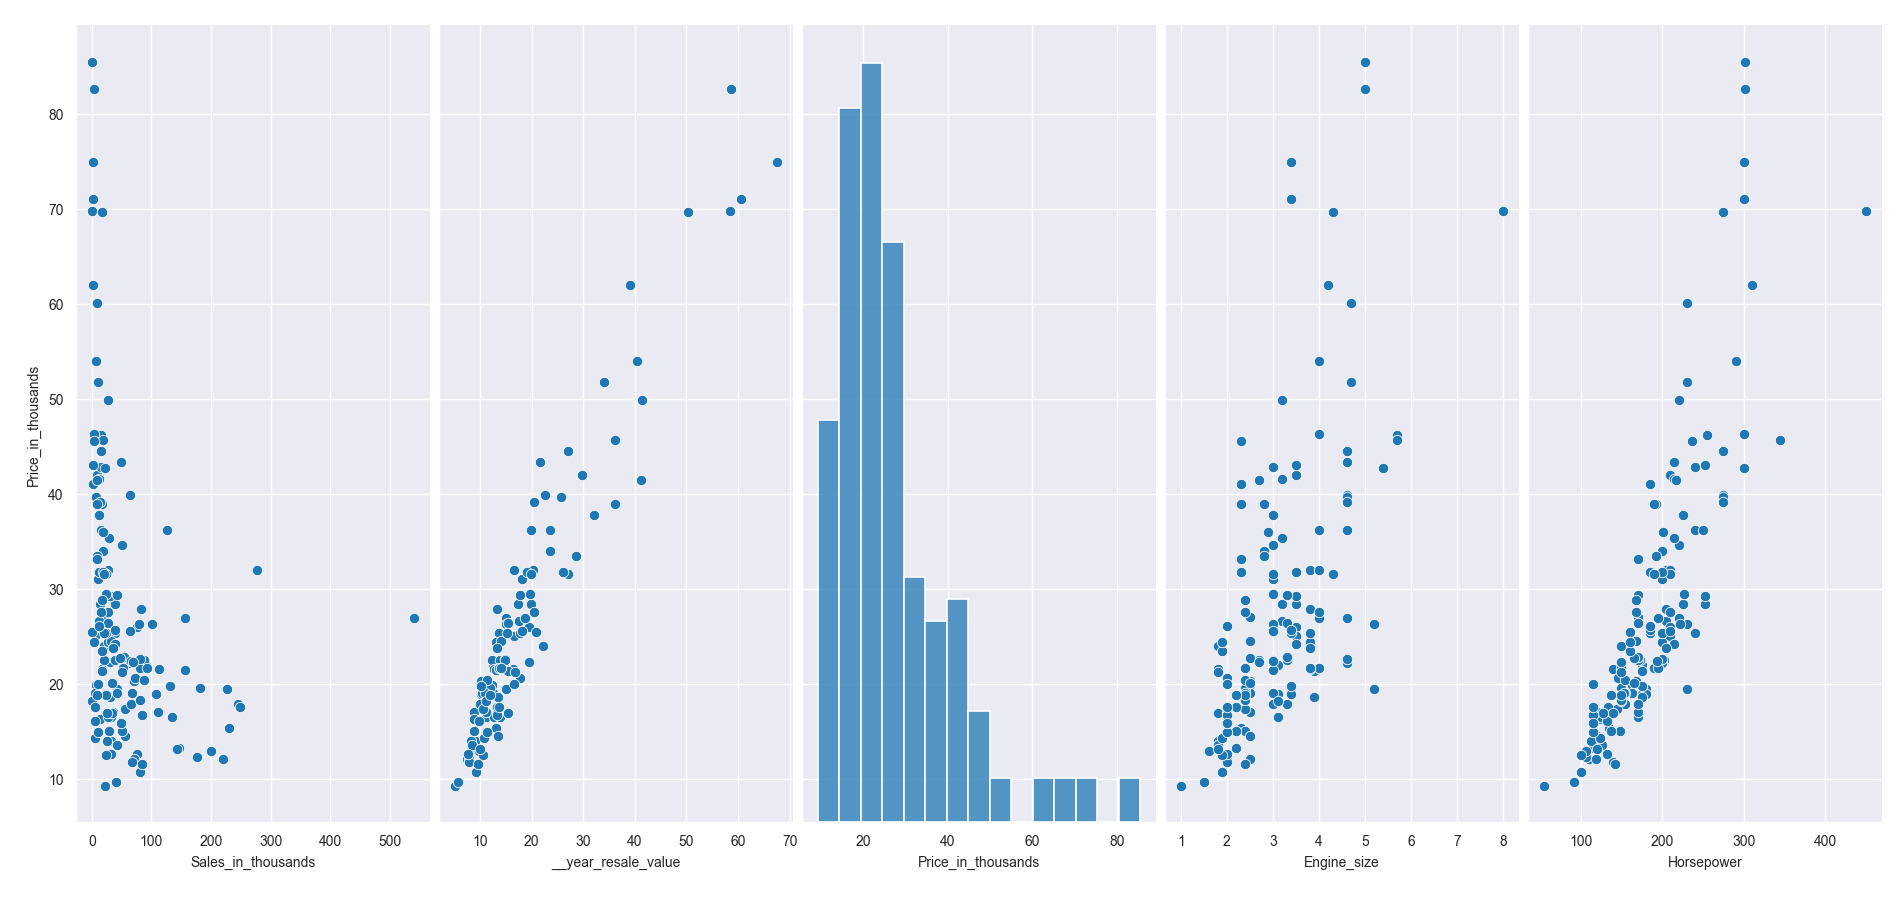 Price_in_thousands
80
70
60
50
40
30
20
10
0 100 200 300 400 500
Sales_in_thousands
10 20 30 40 50 60 70
__year_resale_value
20 40 60 80
Price_in_thousands
1 2 3 4 5 6 7 8
Engine_size
100 200 300 400
Horsepower